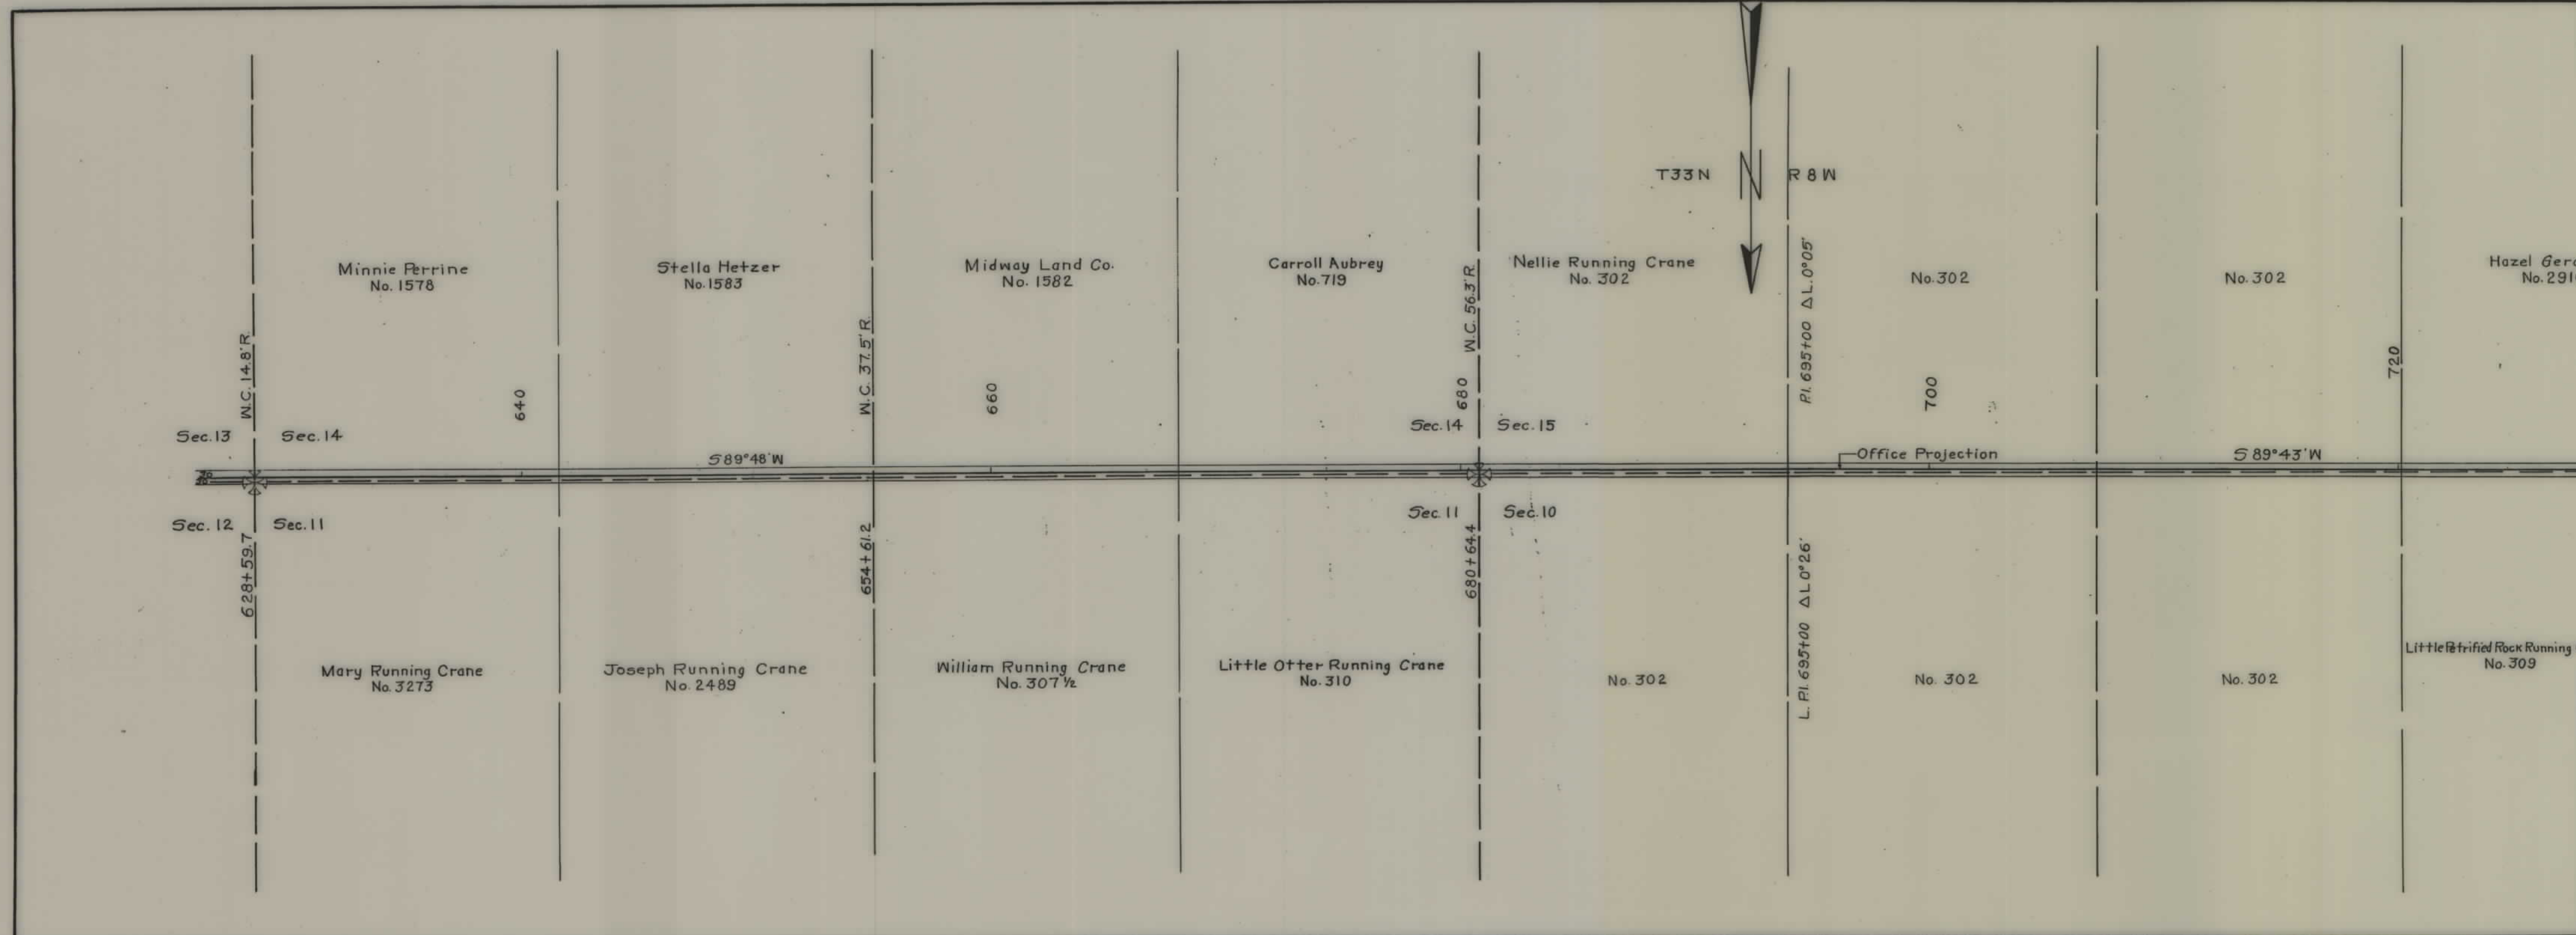 T33N N R 8 W
Minnie Perrine
No. 1578
Stella Hetzer
No. 1583
Midway Land Co.
No. 1582
Carroll Aubrey
No. 719
Nellie Running Crane
No. 302
No. 302
No. 302
Hazel
No. 291
W.C. 14.8' R.
W.C. 37.5' R.
W.C. 56.3' R.
P.I. 695+00 ΔL. 0°05'
640
660
680
700
720
Sec. 13
Sec. 14
Sec. 14
Sec. 15
S 89°48' W
Office Projection
S 89°43' W
Sec. 12
Sec. 11
Sec. 11
Sec. 10
628+59.7
654+61.2
680+64.4
L. P.I. 695+00 ΔL 0°26'
Mary Running Crane
No. 3273
Joseph Running Crane
No. 2489
William Running Crane
No. 307 ½
Little Otter Running Crane
No. 310
No. 302
No. 302
No. 302
Little Petrified Rock Running
No. 309